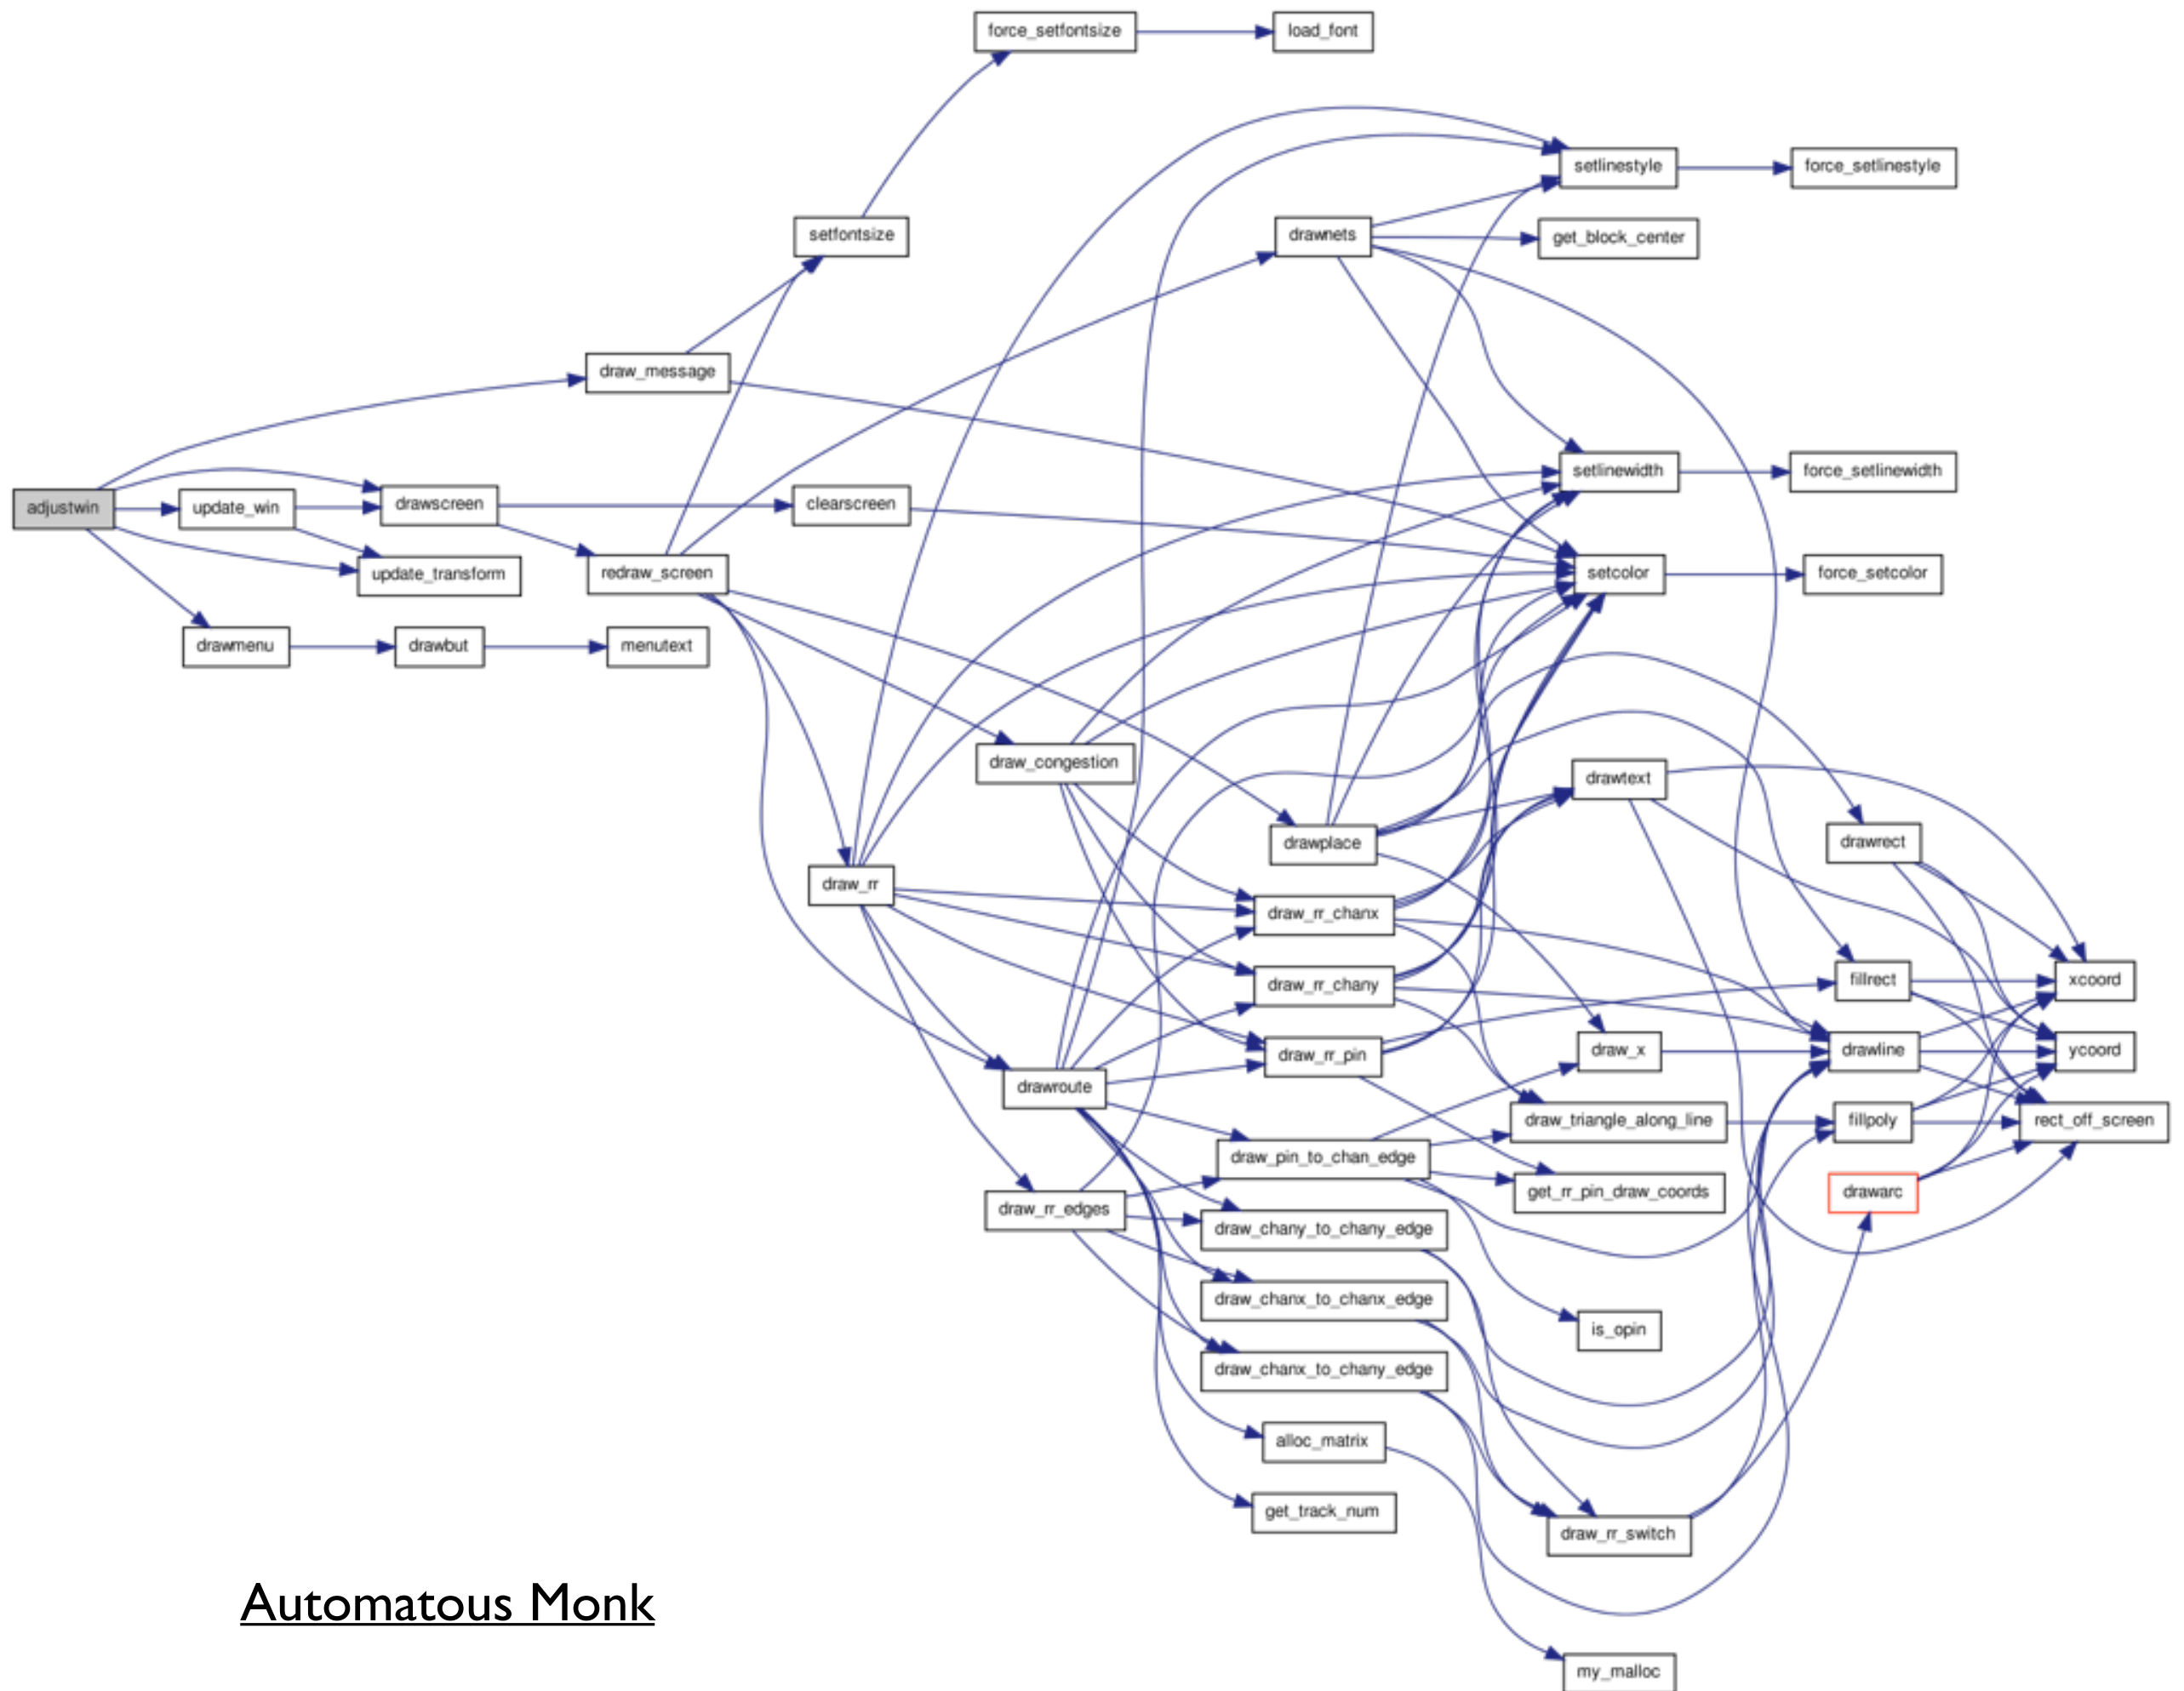 force_setfontsize
load_font
setlinestyle
force_setlinestyle
setfontsize
drawnets
get_block_center
draw_message
setlinewidth
force_setlinewidth
adjustwin
update_win
drawscreen
clearscreen
update_transform
redraw_screen
setcolor
force_setcolor
drawmenu
drawbut
menutext
draw_congestion
drawtext
drawplace
drawrect
draw_rr
draw_rr_chanx
draw_rr_chany
fillrect
xcoord
draw_rr_pin
draw_x
drawline
ycoord
drawroute
draw_triangle_along_line
fillpoly
rect_off_screen
draw_pin_to_chan_edge
get_rr_pin_draw_coords
drawarc
draw_rr_edges
draw_chany_to_chany_edge
draw_chanx_to_chanx_edge
is_opin
draw_chanx_to_chany_edge
alloc_matrix
get_track_num
draw_rr_switch
Automatous Monk
my_malloc